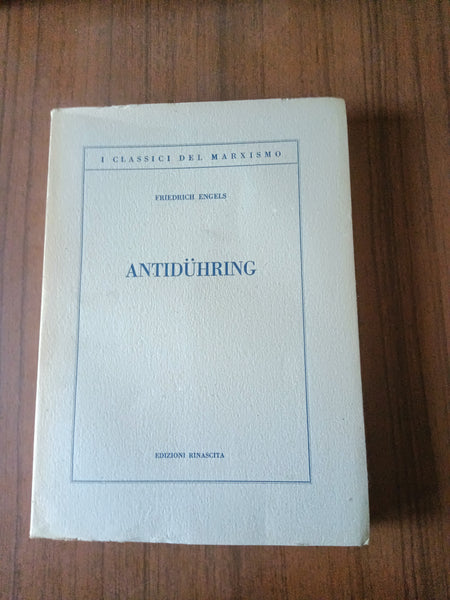 I CLASSICI DEL MARXISMO
FRIEDRICH ENGELS
ANTIDÜHRING
EDIZIONI RINASCITA